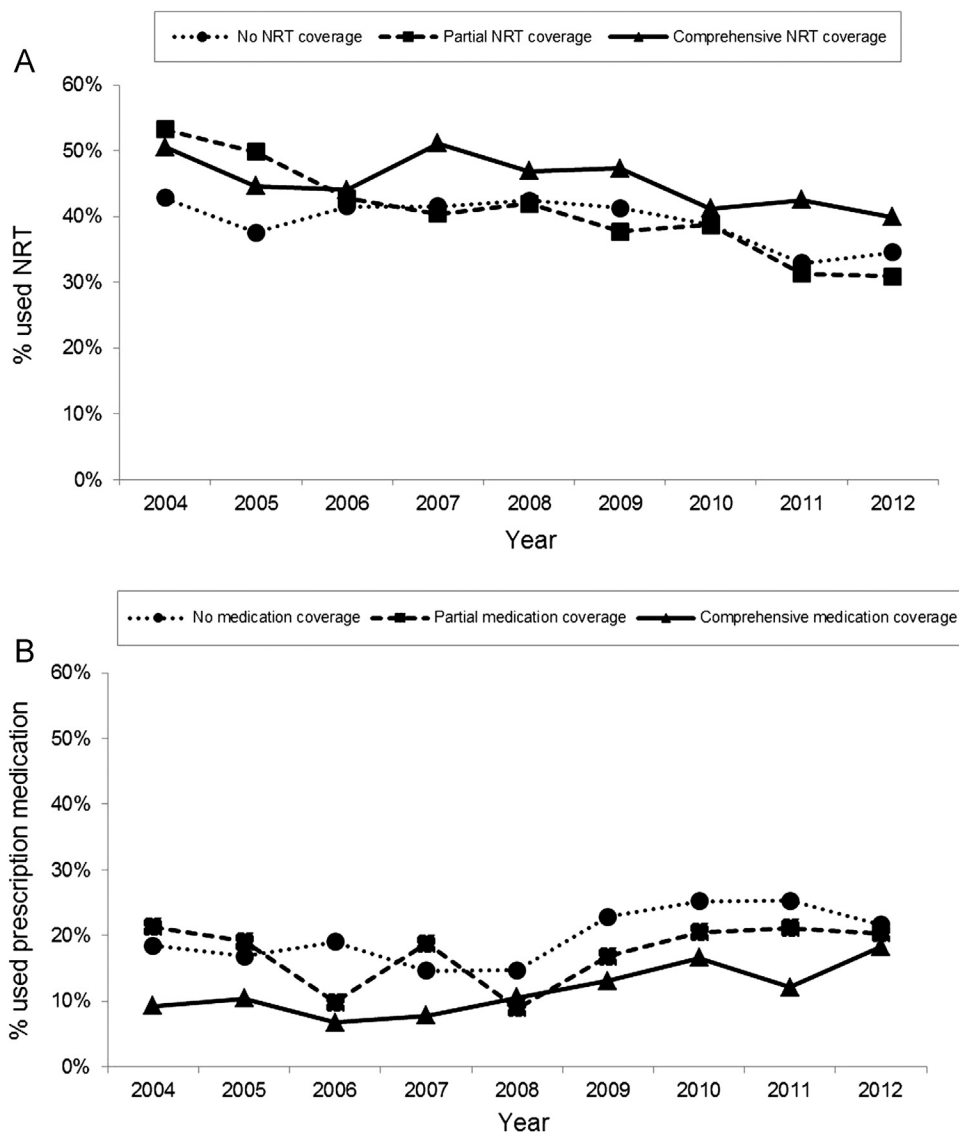 No NRT coverage Partial NRT coverage Comprehensive NRT coverage
A
60%
50%
40%
30%
20%
10%
0%
% used NRT
2004 2005 2006 2007 2008 2009 2010 2011 2012
Year
No medication coverage Partial medication coverage Comprehensive medication coverage
B
60%
50%
40%
30%
20%
10%
0%
% used prescription medication
2004 2005 2006 2007 2008 2009 2010 2011 2012
Year